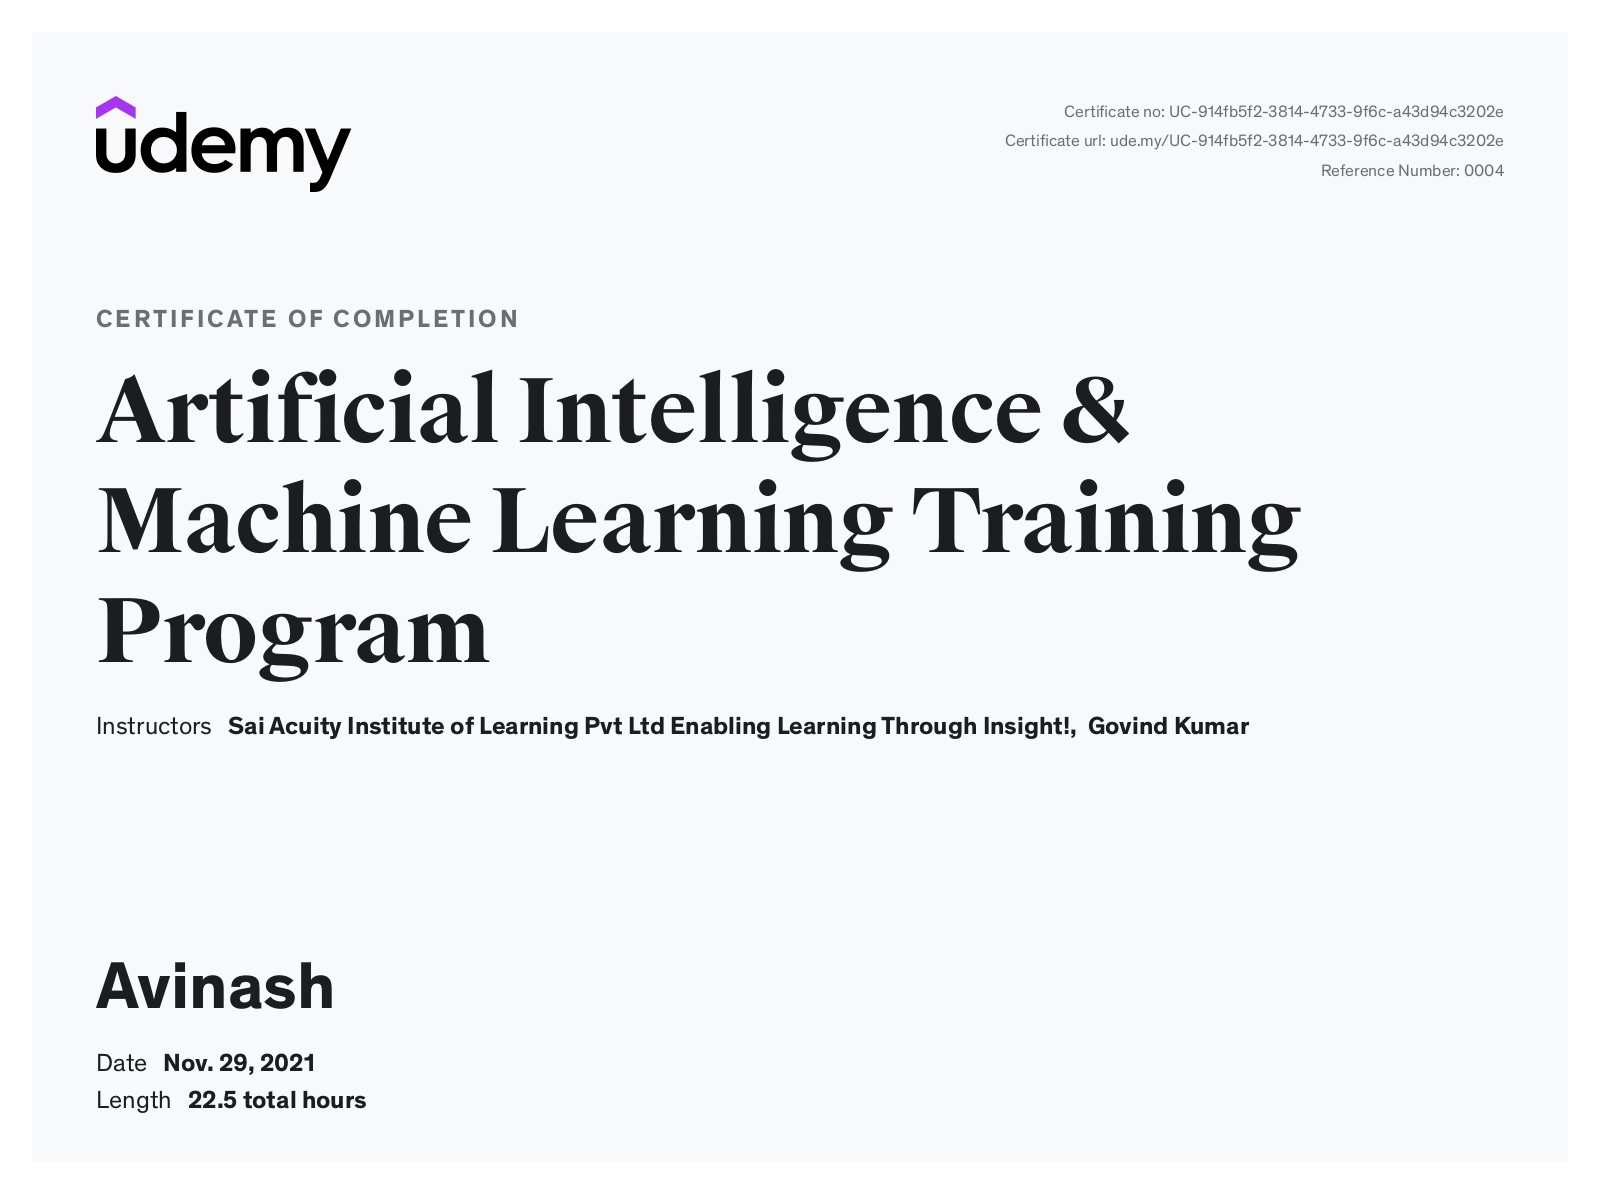 udemy
Certificate no: UC-914fb5f2-3814-4733-9f6c-a43d94c3202e
Certificate url: ude.my/UC-914fb5f2-3814-4733-9f6c-a43d94c3202e
Reference Number: 0004
CERTIFICATE OF COMPLETION
Artificial Intelligence &
Machine Learning Training
Program
Instructors Sai Acuity Institute of Learning Pvt Ltd Enabling Learning Through Insight!, Govind Kumar
Avinash
Date Nov. 29, 2021
Length 22.5 total hours